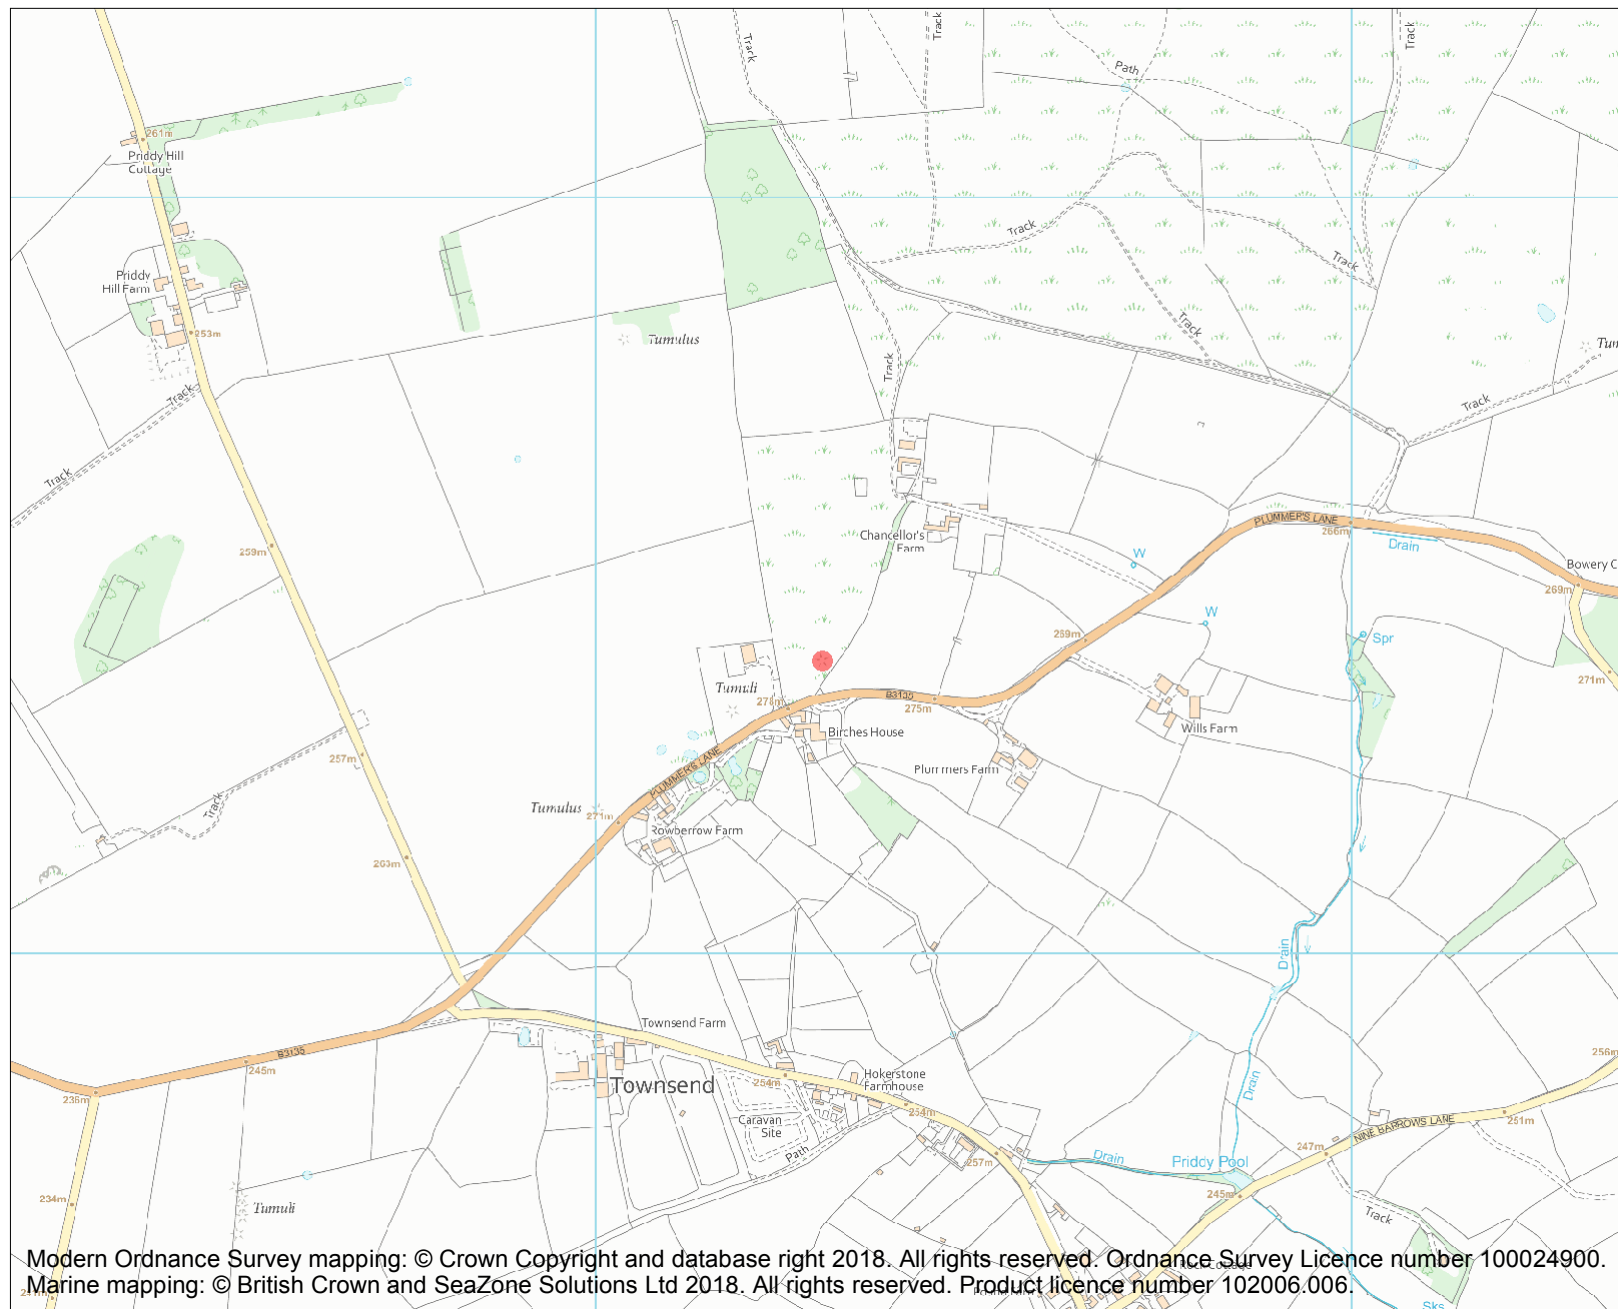 Track
Track
Track
Path
261m
Priddy Hill
Cottage
Track
Priddy
Hill Farm
Track
253m
Tumulus
Track
Track
Track
Track
Track
PLUMMER'S LANE
266m
Drain
259m
Chancellor's
Farm
W
Bowery C
269m
W
259m
Spr
271m
Tumuli
278m
B3135
275m
Birches House
Wills Farm
257m
PLUMMER'S LANE
Plummers Farm
Track
Tumulus
271m
Rowberrow Farm
263m
Drain
Townsend Farm
B3135
245m
254m
Hokerstone
Farmhouse
256m
Townsend
236m
Drain
254m
Caravan
Site
251m
NINE BARROWS LANE
247m
Path
Drain
257m
Priddy Pool
234m
245m
Tumuli
Track
Modern Ordnance Survey mapping: © Crown Copyright and database right 2018. All rights reserved. Ordnance Survey Licence number 100024900.
Marine mapping: © British Crown and SeaZone Solutions Ltd 2018. All rights reserved. Product licence number 102006.006.
Sks